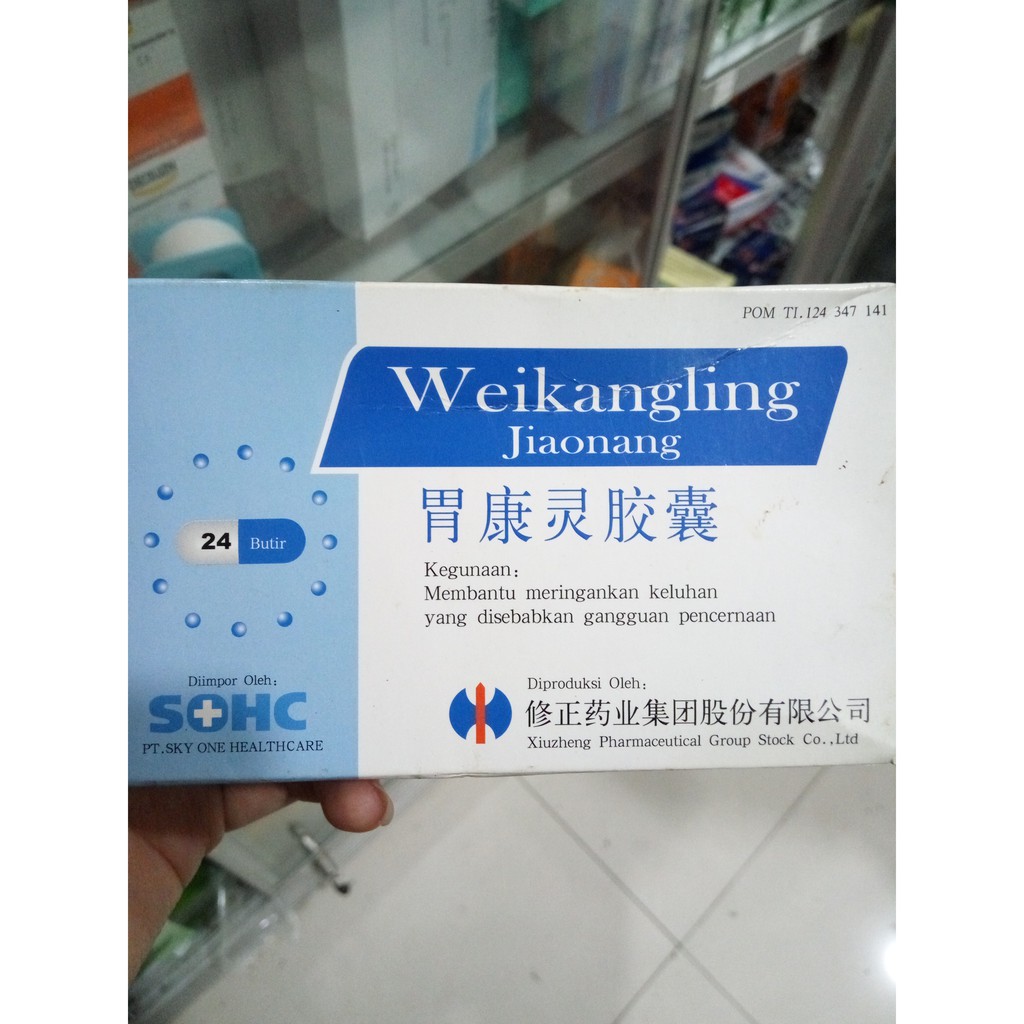 POM TI.124 347 141
Weikangling
Jiaonang
胃康灵胶囊
24 Butir
Kegunaan:
Membantu meringankan keluhan
yang disebabkan gangguan pencernaan
Diimpor Oleh:
SOHC
PT.SKY ONE HEALTHCARE
Diproduksi Oleh:
修正药业集团股份有限公司
Xiuzheng Pharmaceutical Group Stock Co.,Ltd